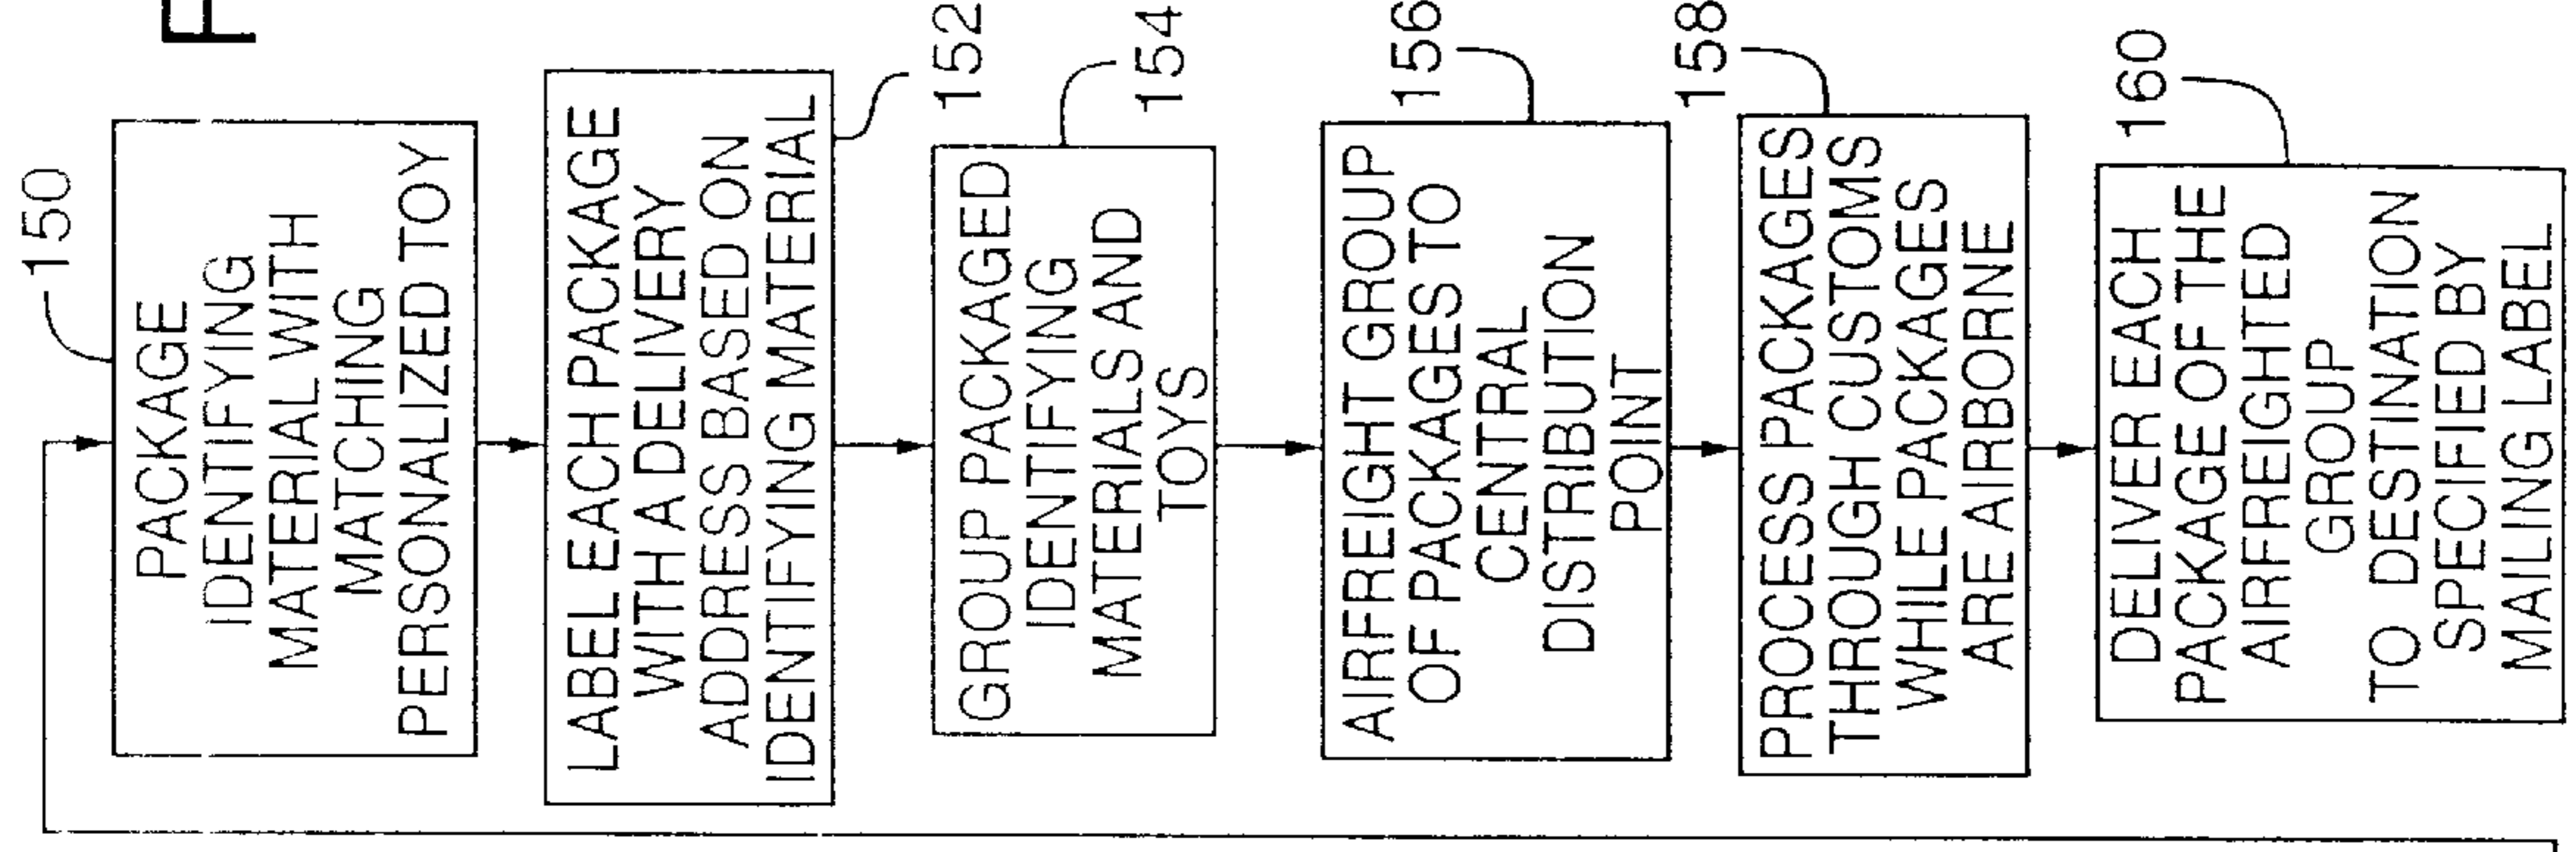 F
150
PACKAGE
IDENTIFYING
MATERIAL WITH
MATCHING
PERSONALIZED TOY
LABEL EACH PACKAGE
WITH A DELIVERY
ADDRESS BASED ON
IDENTIFYING MATERIAL
152
GROUP PACKAGED
IDENTIFYING
MATERIALS AND
TOYS
154
AIRFREIGHT GROUP
OF PACKAGES TO
CENTRAL
DISTRIBUTION
POINT
156
PROCESS PACKAGES
THROUGH CUSTOMS
WHILE PACKAGES
ARE AIRBORNE
158
DELIVER EACH
PACKAGE OF THE
AIRFREIGHTED
GROUP
TO DESTINATION
SPECIFIED BY
MAILING LABEL
160